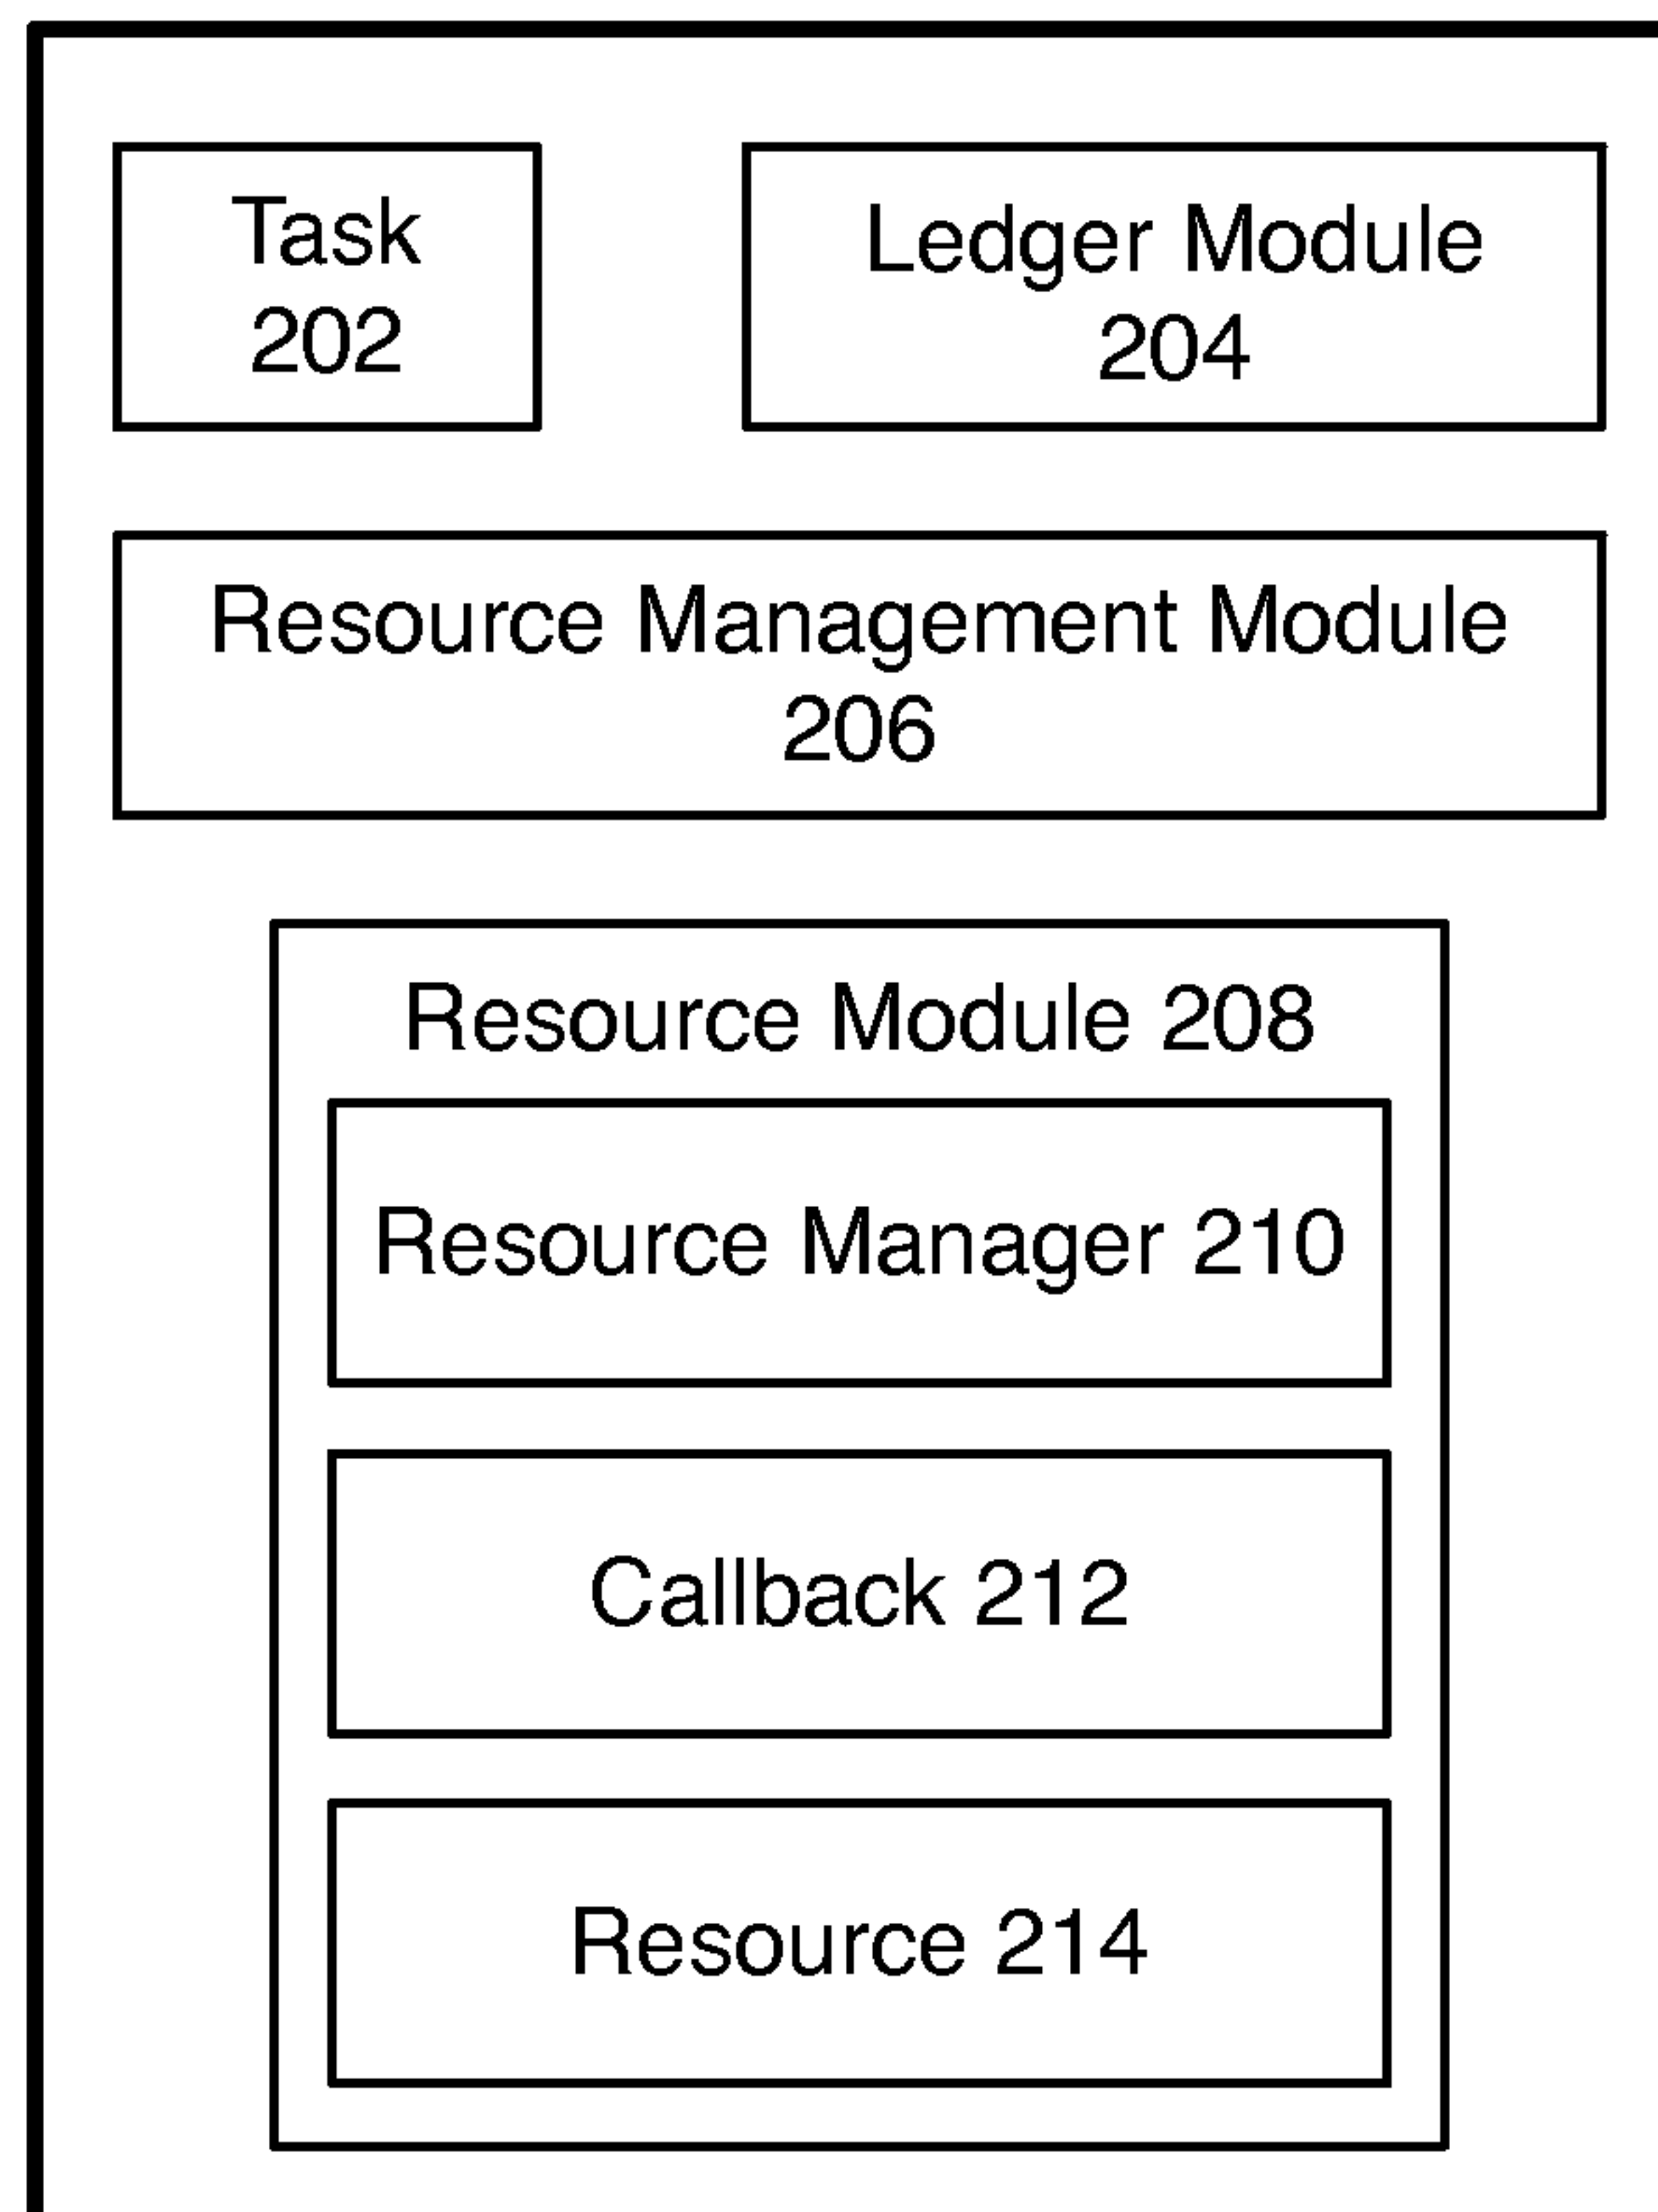 Task
202
Ledger Module
204
Resource Management Module
206
Resource Module 208
Resource Manager 210
Callback 212
Resource 214